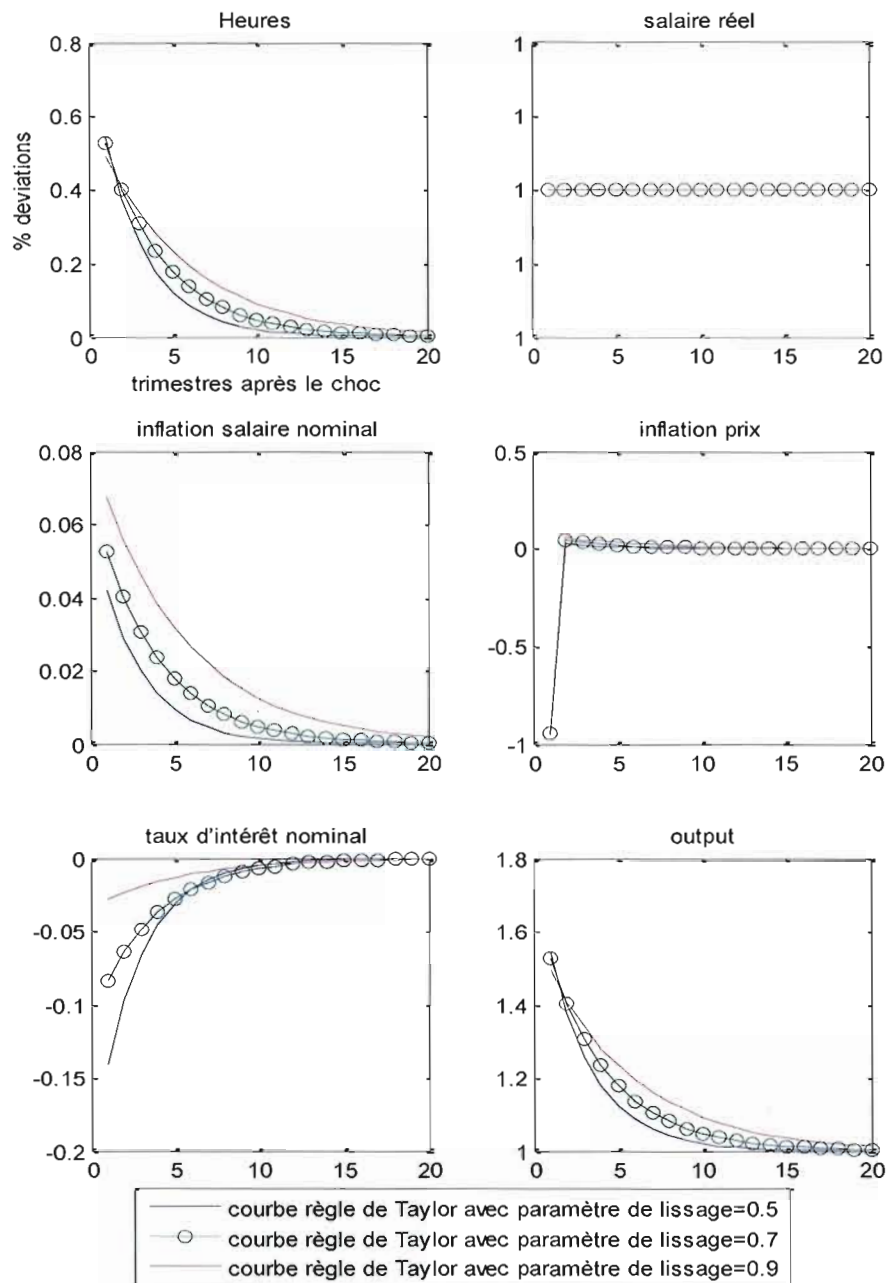 Heures
0.8
0.6
0.4
0.2
0
% deviations
0 5 10 15 20
trimestres après le choc
salaire réel
1
1
1
1
1
0 5 10 15 20
inflation salaire nominal
0.08
0.06
0.04
0.02
0
0 5 10 15 20
inflation prix
0.5
0
-0.5
-1
0 5 10 15 20
taux d'intérêt nominal
0
-0.05
-0.1
-0.15
-0.2
0 5 10 15 20
output
1.8
1.6
1.4
1.2
1
0 5 10 15 20
courbe règle de Taylor avec paramètre de lissage=0.5
courbe règle de Taylor avec paramètre de lissage=0.7
courbe règle de Taylor avec paramètre de lissage=0.9